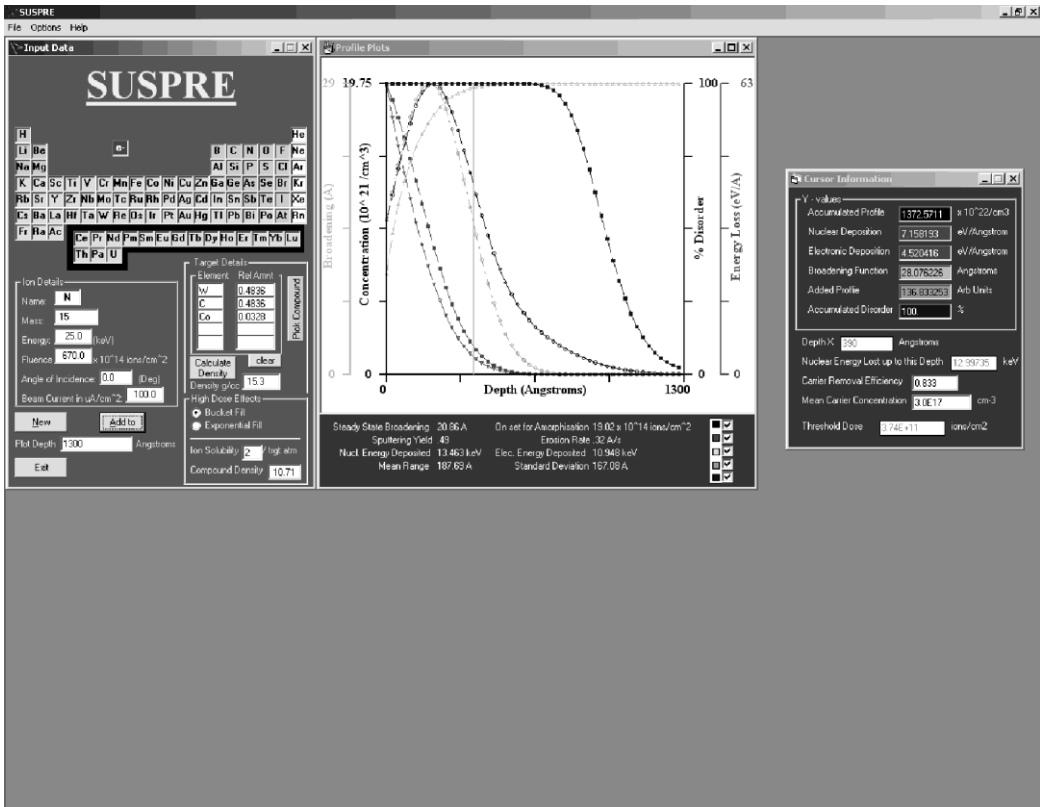 SUSPRE
File Options Help
Input Data
SUSPRE
H He
Li Be e- B C N O F Ne
Na Mg Al Si P S Cl Ar
K Ca Sc Ti V Cr Mn Fe Co Ni Cu Zn Ga Ge As Se Br Kr
Rb Sr Y Zr Nb Mo Tc Ru Rh Pd Ag Cd In Sn Sb Te I Xe
Cs Ba La Hf Ta W Re Os Ir Pt Au Hg Tl Pb Bi Po At Rn
Fr Ra Ac
Ce Pr Nd Pm Sm Eu Gd Tb Dy Ho Er Tm Yb Lu
Th Pa U
Ion Details
Name: N
Mass: 15
Energy: 25.0 (keV)
Fluence 670.0 x 10^14 ions/cm^2
Angle of Incidence: 0.0 (Deg)
Beam Current in uA/cm^2: 100.0
New Add to
Plot Depth 1300 Angstroms
Exit
Target Details
Element Rel Amnt
W 0.4836
C 0.4836
Co 0.0328
Pick Compound
Calculate Density clear
Density g/cc 15.3
High Dose Effects
Bucket Fill
Exponential Fill
Ion Solubility 2 / trgt atm
Compound Density 10.71
Profile Plots
29 19.75 100 63
Broadening (A)
Concentration (10^ 21 /cm^3)
% Disorder
Energy Loss (eV/A)
0 0 0 0
0 Depth (Angstroms) 1300
Steady State Broadening 20.86 A On set for Amorphisation 19.02 x 10^14 ions/cm^2
Sputtering Yield .49 Erosion Rate .32 A/s
Nucl. Energy Deposited 13.463 keV Elec. Energy Deposited 10.948 keV
Mean Range 187.69 A Standard Deviation 167.08 A
Cursor Information
Y - values
Accumulated Profile 1372.5711 x 10^22/cm3
Nuclear Deposition 7.158193 eV/Angstrom
Electronic Deposition 4.520416 eV/Angstrom
Broadening Function 28.076226 Angstroms
Added Profile 136.833253 Arb Units
Accumulated Disorder 100. %
Depth X 390 Angstroms
Nuclear Energy Lost up to this Depth 12.99735 keV
Carrier Removal Efficiency 0.833
Mean Carrier Concentration 3.0E17 cm-3
Threshold Dose 3.74E+11 ions/cm2